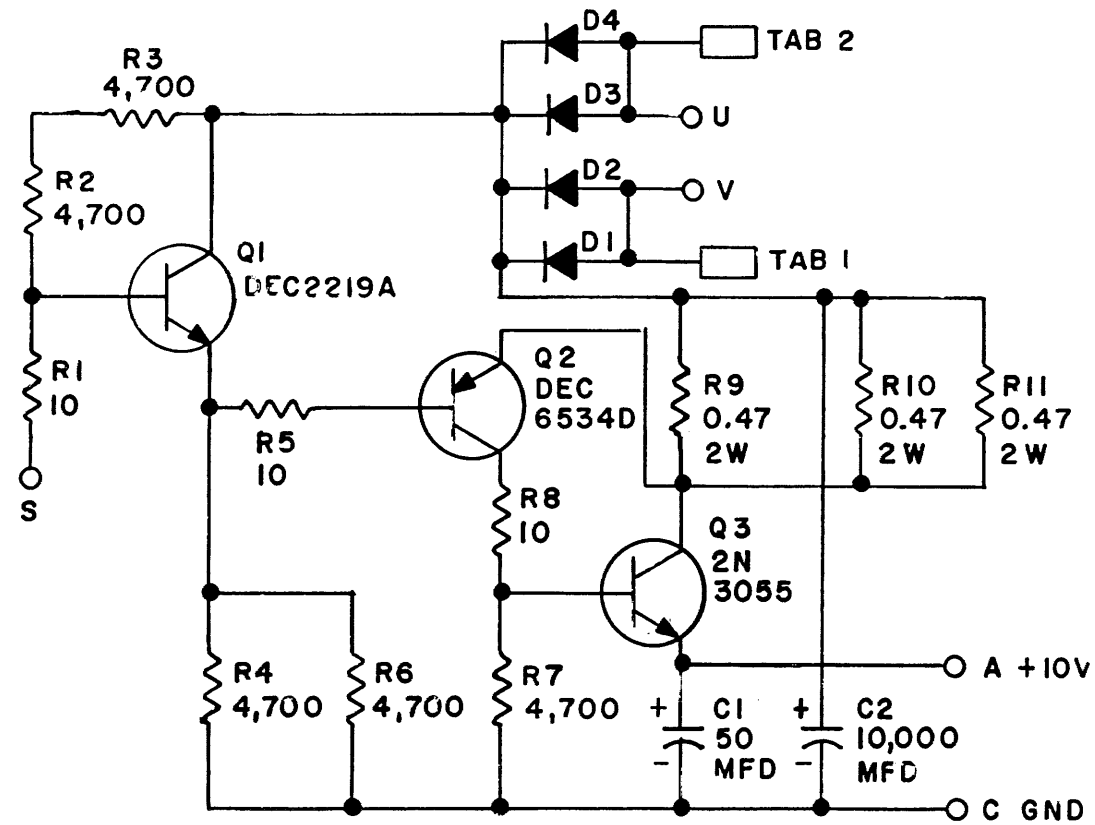 D4
TAB 2
R3
4,700
D3
U
R2
4,700
D2
V
Q1
DEC2219A
D1
TAB 1
R1
10
S
R5
10
Q2
DEC
6534D
R9
0.47
2W
R10
0.47
2W
R11
0.47
2W
R8
10
Q3
2N
3055
A +10V
R4
4,700
R6
4,700
R7
4,700
+
C1
50
MFD
-
+
C2
10,000
MFD
-
C GND